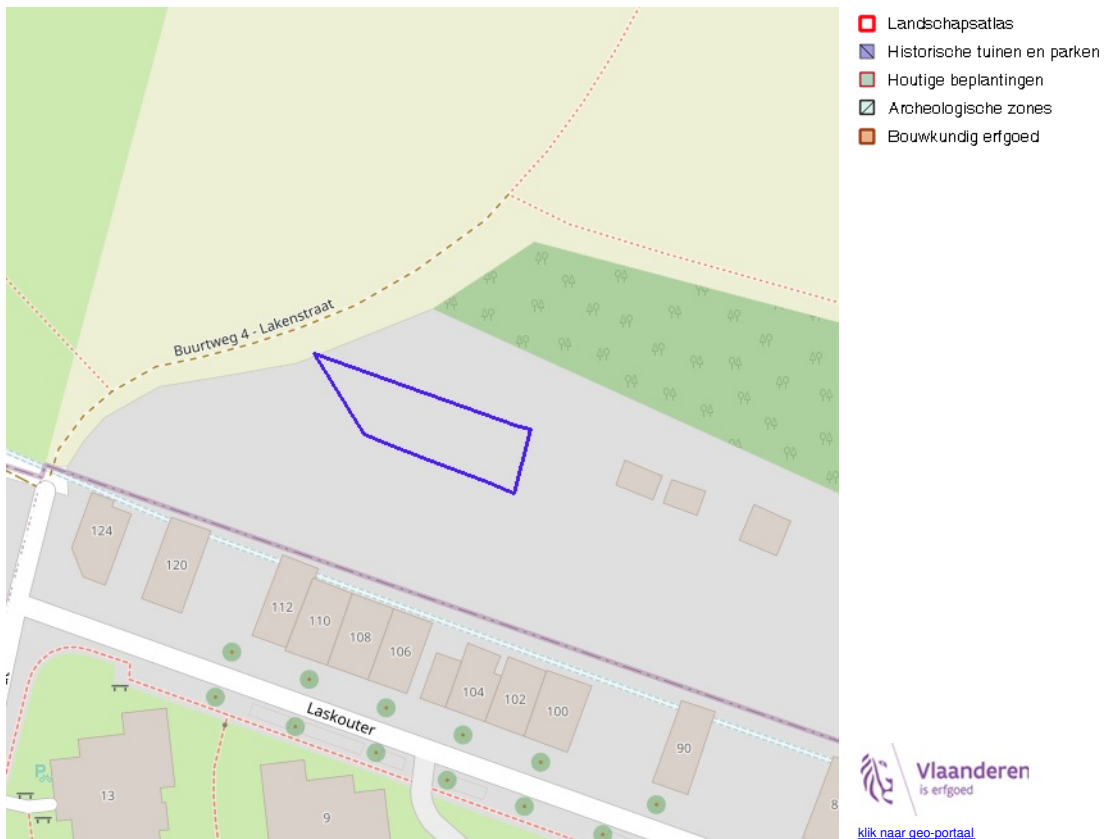 Landschapsatlas
Historische tuinen en parken
Houtige beplantingen
Archeologische zones
Bouwkundig erfgoed
Buurtweg 4 - Lakenstraat
124
120
112
110
108
106
104
102
100
90
Laskouter
13
9
8
P
Vlaanderen
is erfgoed
klik naar geo-portaal